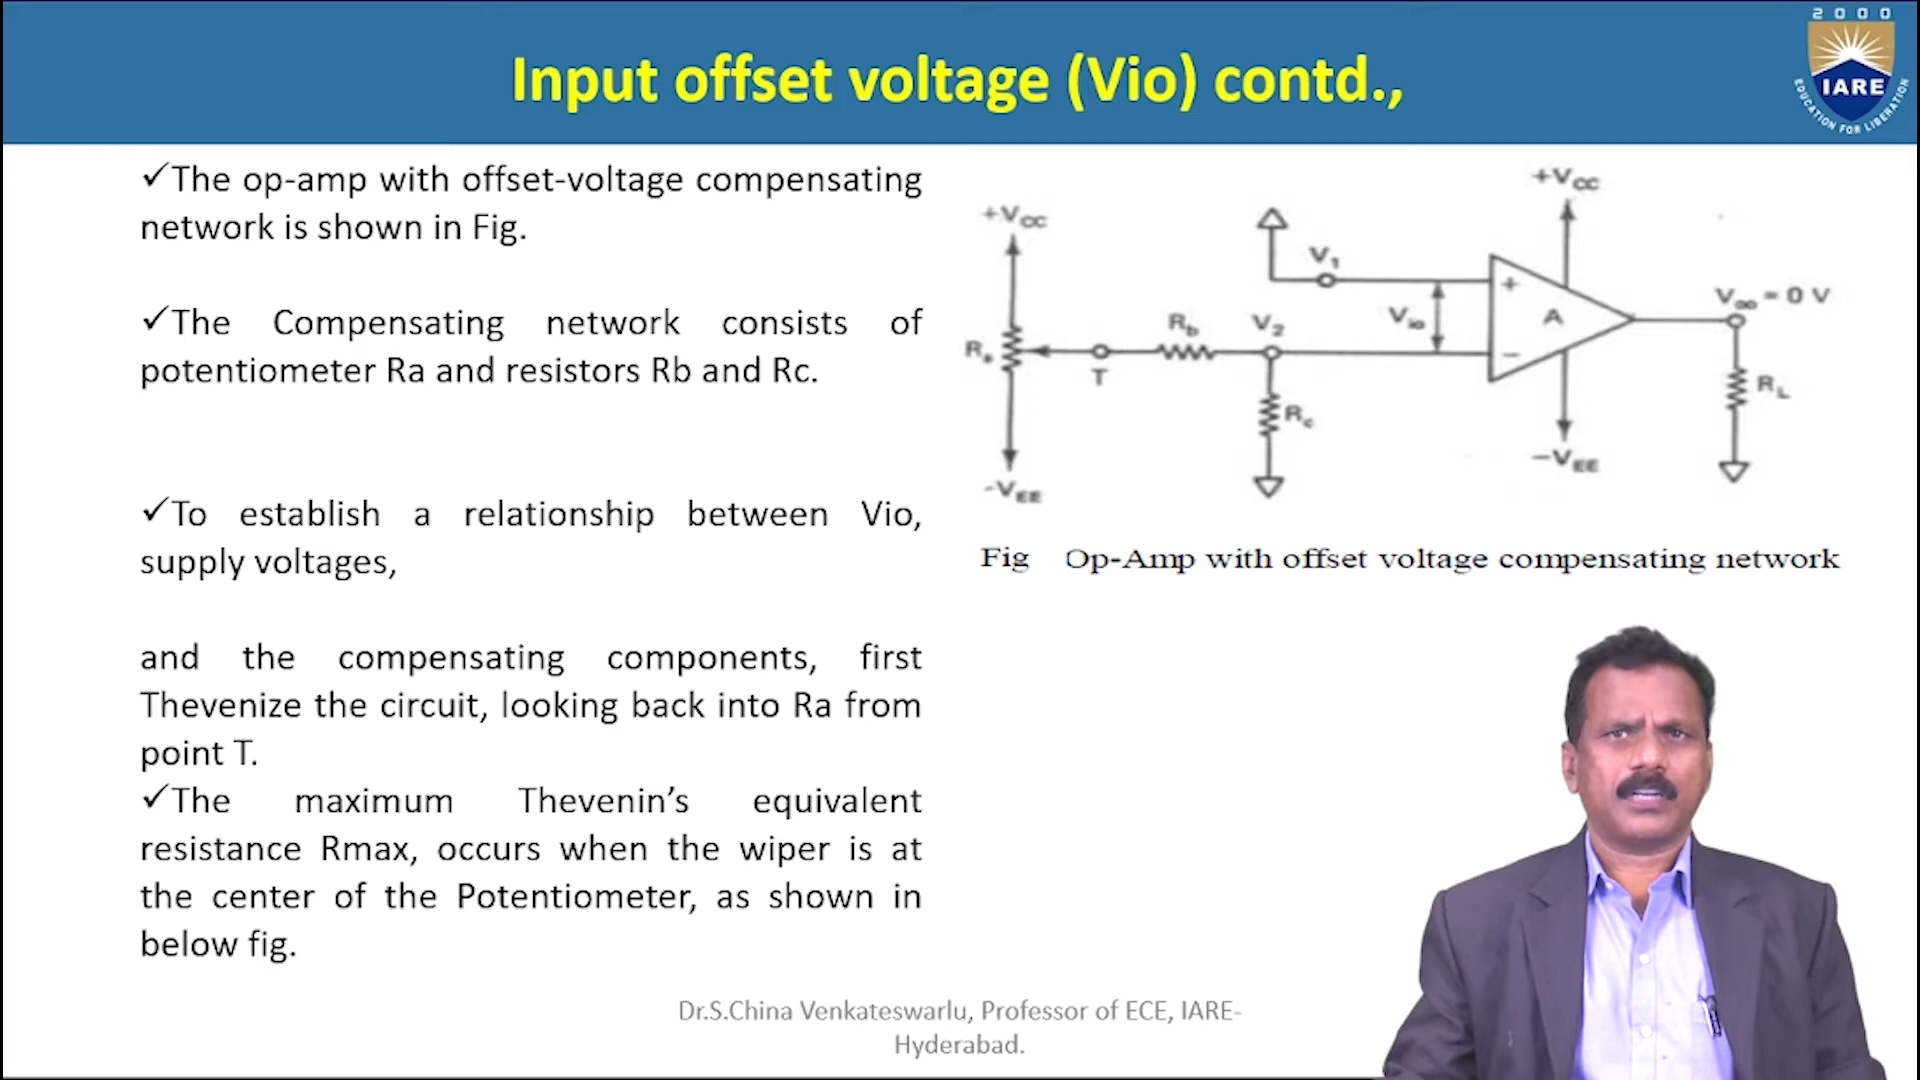 2 0 0 0
Input offset voltage (Vio) contd.,
IARE
EDUCATION FOR LIBERATION
✓The op-amp with offset-voltage compensating
network is shown in Fig.
✓The Compensating network consists of
potentiometer Ra and resistors Rb and Rc.
✓To establish a relationship between Vio,
supply voltages,
and the compensating components, first
Thevenize the circuit, looking back into Ra from
point T.
✓The maximum Thevenin’s equivalent
resistance Rmax, occurs when the wiper is at
the center of the Potentiometer, as shown in
below fig.
+VCC
+VCC
V1
+
Voo = 0 V
A
Vio
Rb
V2
Ra
T
−
RL
Rc
-VEE
−VEE
Fig Op-Amp with offset voltage compensating network
Dr.S.China Venkateswarlu, Professor of ECE, IARE-
Hyderabad.